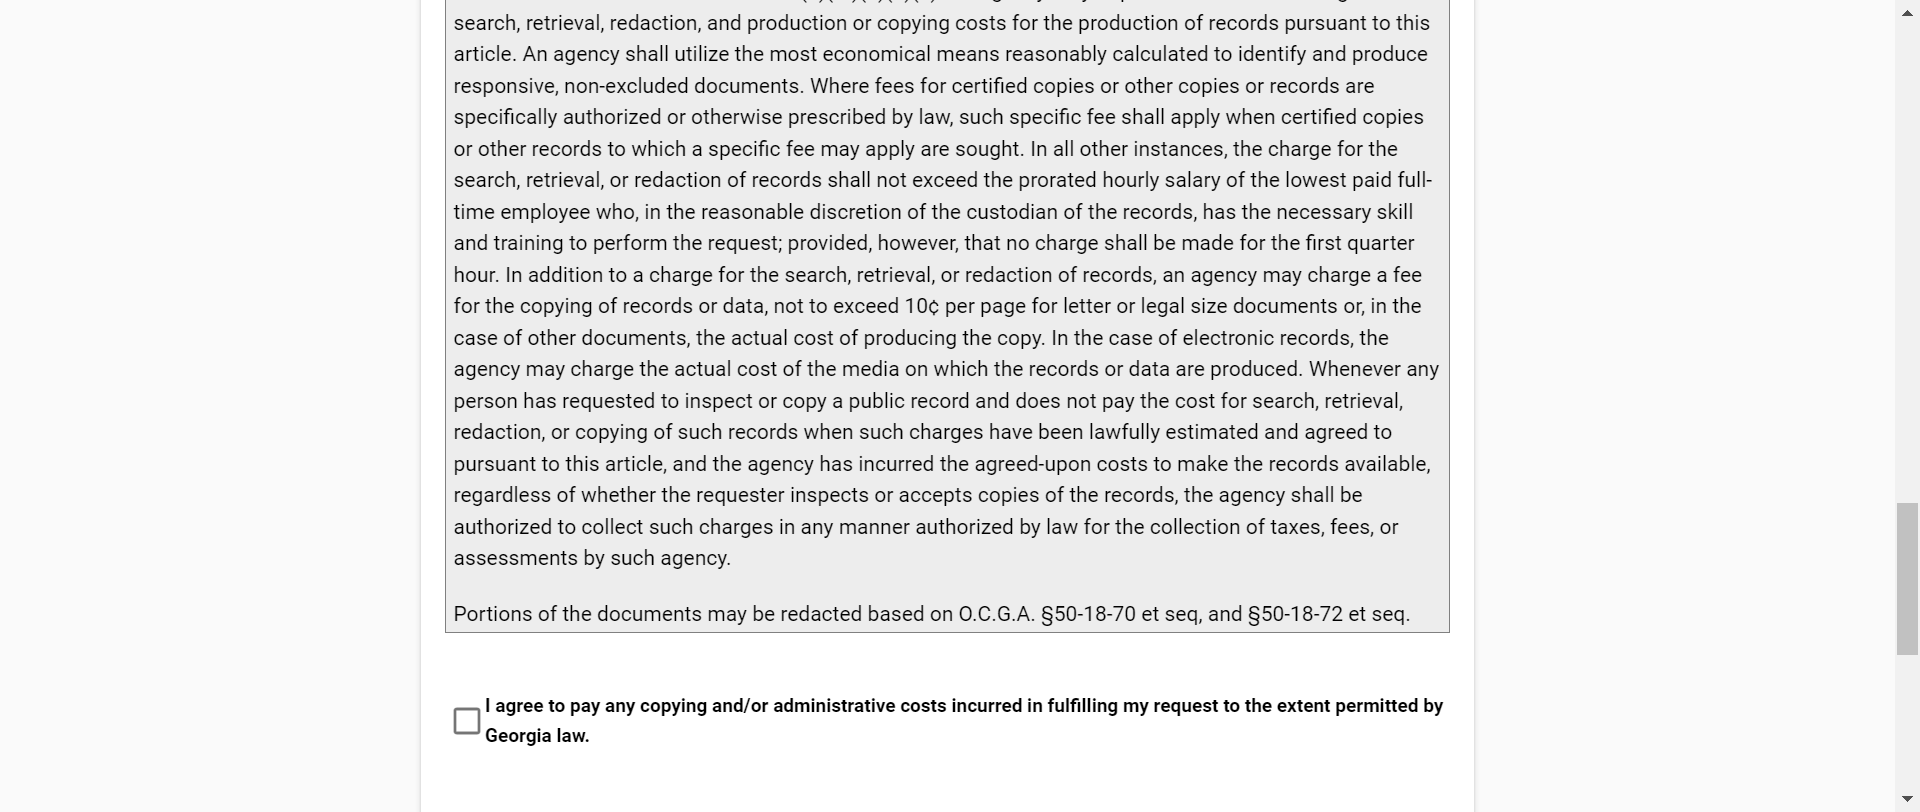 search, retrieval, redaction, and production or copying costs for the production of records pursuant to this
article. An agency shall utilize the most economical means reasonably calculated to identify and produce
responsive, non-excluded documents. Where fees for certified copies or other copies or records are
specifically authorized or otherwise prescribed by law, such specific fee shall apply when certified copies
or other records to which a specific fee may apply are sought. In all other instances, the charge for the
search, retrieval, or redaction of records shall not exceed the prorated hourly salary of the lowest paid full-
time employee who, in the reasonable discretion of the custodian of the records, has the necessary skill
and training to perform the request; provided, however, that no charge shall be made for the first quarter
hour. In addition to a charge for the search, retrieval, or redaction of records, an agency may charge a fee
for the copying of records or data, not to exceed 10¢ per page for letter or legal size documents or, in the
case of other documents, the actual cost of producing the copy. In the case of electronic records, the
agency may charge the actual cost of the media on which the records or data are produced. Whenever any
person has requested to inspect or copy a public record and does not pay the cost for search, retrieval,
redaction, or copying of such records when such charges have been lawfully estimated and agreed to
pursuant to this article, and the agency has incurred the agreed-upon costs to make the records available,
regardless of whether the requester inspects or accepts copies of the records, the agency shall be
authorized to collect such charges in any manner authorized by law for the collection of taxes, fees, or
assessments by such agency.
Portions of the documents may be redacted based on O.C.G.A. §50-18-70 et seq, and §50-18-72 et seq.
I agree to pay any copying and/or administrative costs incurred in fulfilling my request to the extent permitted by
Georgia law.